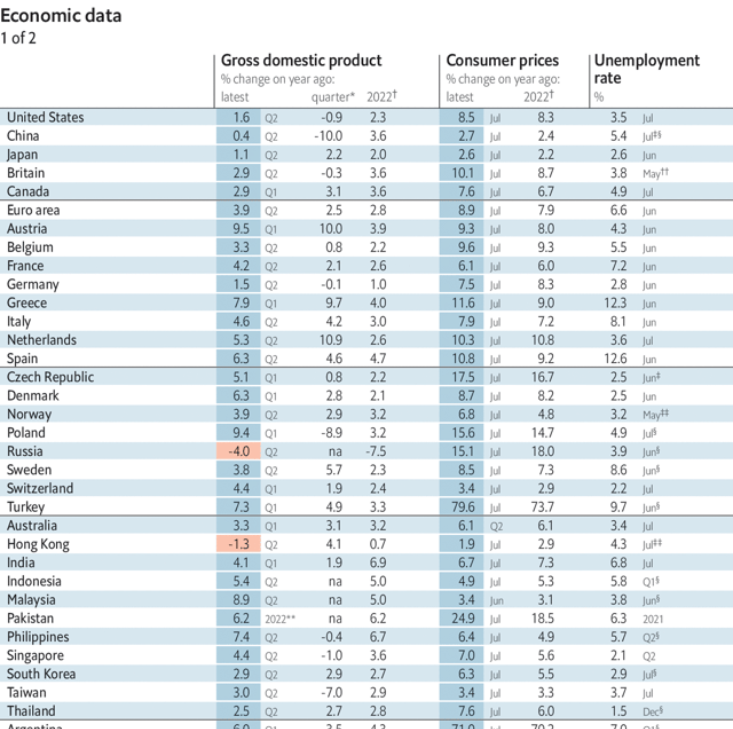 Economic data
1 of 2
Gross domestic product Consumer prices Unemployment
% change on year ago: % change on year ago: rate
latest quarter* 2022† latest 2022† %
United States 1.6 Q2 -0.9 2.3 8.5 Jul 8.3 3.5 Jul
China 0.4 Q2 -10.0 3.6 2.7 Jul 2.4 5.4 Jul‡§
Japan 1.1 Q2 2.2 2.0 2.6 Jul 2.2 2.6 Jun
Britain 2.9 Q2 -0.3 3.6 10.1 Jul 8.7 3.8 May††
Canada 2.9 Q1 3.1 3.6 7.6 Jul 6.7 4.9 Jul
Euro area 3.9 Q2 2.5 2.8 8.9 Jul 7.9 6.6 Jun
Austria 9.5 Q1 10.0 3.9 9.3 Jul 8.0 4.3 Jun
Belgium 3.3 Q2 0.8 2.2 9.6 Jul 9.3 5.5 Jun
France 4.2 Q2 2.1 2.6 6.1 Jul 6.0 7.2 Jun
Germany 1.5 Q2 -0.1 1.0 7.5 Jul 8.3 2.8 Jun
Greece 7.9 Q1 9.7 4.0 11.6 Jul 9.0 12.3 Jun
Italy 4.6 Q2 4.2 3.0 7.9 Jul 7.2 8.1 Jun
Netherlands 5.3 Q2 10.9 2.6 10.3 Jul 10.8 3.6 Jul
Spain 6.3 Q2 4.6 4.7 10.8 Jul 9.2 12.6 Jun
Czech Republic 5.1 Q1 0.8 2.2 17.5 Jul 16.7 2.5 Jun‡
Denmark 6.3 Q1 2.8 2.1 8.7 Jul 8.2 2.5 Jun
Norway 3.9 Q2 2.9 3.2 6.8 Jul 4.8 3.2 May‡‡
Poland 9.4 Q1 -8.9 3.2 15.6 Jul 14.7 4.9 Jul§
Russia -4.0 Q2 na -7.5 15.1 Jul 18.0 3.9 Jun§
Sweden 3.8 Q2 5.7 2.3 8.5 Jul 7.3 8.6 Jun§
Switzerland 4.4 Q1 1.9 2.4 3.4 Jul 2.9 2.2 Jul
Turkey 7.3 Q1 4.9 3.3 79.6 Jul 73.7 9.7 Jun§
Australia 3.3 Q1 3.1 3.2 6.1 Q2 6.1 3.4 Jul
Hong Kong -1.3 Q2 4.1 0.7 1.9 Jul 2.9 4.3 Jul‡‡
India 4.1 Q1 1.9 6.9 6.7 Jul 7.3 6.8 Jul
Indonesia 5.4 Q2 na 5.0 4.9 Jul 5.3 5.8 Q1§
Malaysia 8.9 Q2 na 5.0 3.4 Jun 3.1 3.8 Jun§
Pakistan 6.2 2022** na 6.2 24.9 Jul 18.5 6.3 2021
Philippines 7.4 Q2 -0.4 6.7 6.4 Jul 4.9 5.7 Q2§
Singapore 4.4 Q2 -1.0 3.6 7.0 Jul 5.6 2.1 Q2
South Korea 2.9 Q2 2.9 2.7 6.3 Jul 5.5 2.9 Jul§
Taiwan 3.0 Q2 -7.0 2.9 3.4 Jul 3.3 3.7 Jul
Thailand 2.5 Q2 2.7 2.8 7.6 Jul 6.0 1.5 Dec§
Argentina